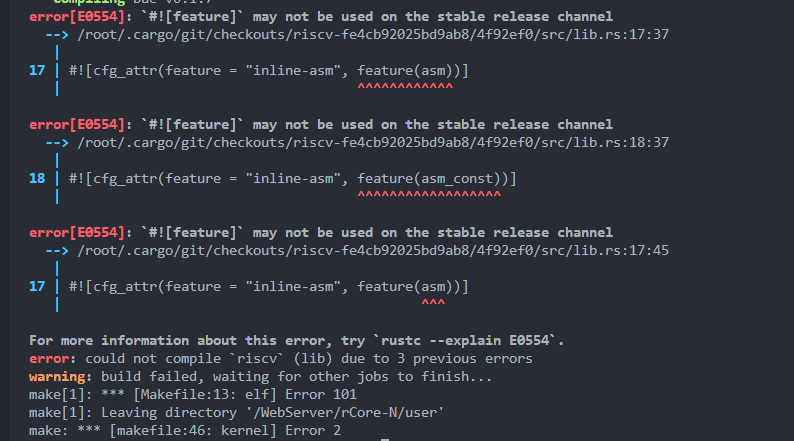 Compiling bae v0.1.7
error[E0554]: `#![feature]` may not be used on the stable release channel
  --> /root/.cargo/git/checkouts/riscv-fe4cb92025bd9ab8/4f92ef0/src/lib.rs:17:37
   |
17 | #![cfg_attr(feature = "inline-asm", feature(asm))]
   |                                     ^^^^^^^^^^^^

error[E0554]: `#![feature]` may not be used on the stable release channel
  --> /root/.cargo/git/checkouts/riscv-fe4cb92025bd9ab8/4f92ef0/src/lib.rs:18:37
   |
18 | #![cfg_attr(feature = "inline-asm", feature(asm_const))]
   |                                     ^^^^^^^^^^^^^^^^^^

error[E0554]: `#![feature]` may not be used on the stable release channel
  --> /root/.cargo/git/checkouts/riscv-fe4cb92025bd9ab8/4f92ef0/src/lib.rs:17:45
   |
17 | #![cfg_attr(feature = "inline-asm", feature(asm))]
   |                                             ^^^

For more information about this error, try `rustc --explain E0554`.
error: could not compile `riscv` (lib) due to 3 previous errors
warning: build failed, waiting for other jobs to finish...
make[1]: *** [Makefile:13: elf] Error 101
make[1]: Leaving directory '/WebServer/rCore-N/user'
make: *** [makefile:46: kernel] Error 2